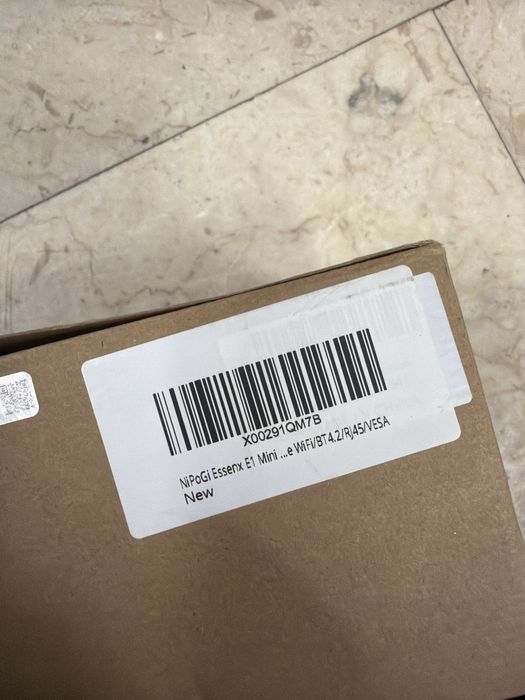 X00291QM7B
NiPoGi Essenx E1 Mini ...e WiFi/BT4.2/RJ45/VESA
New